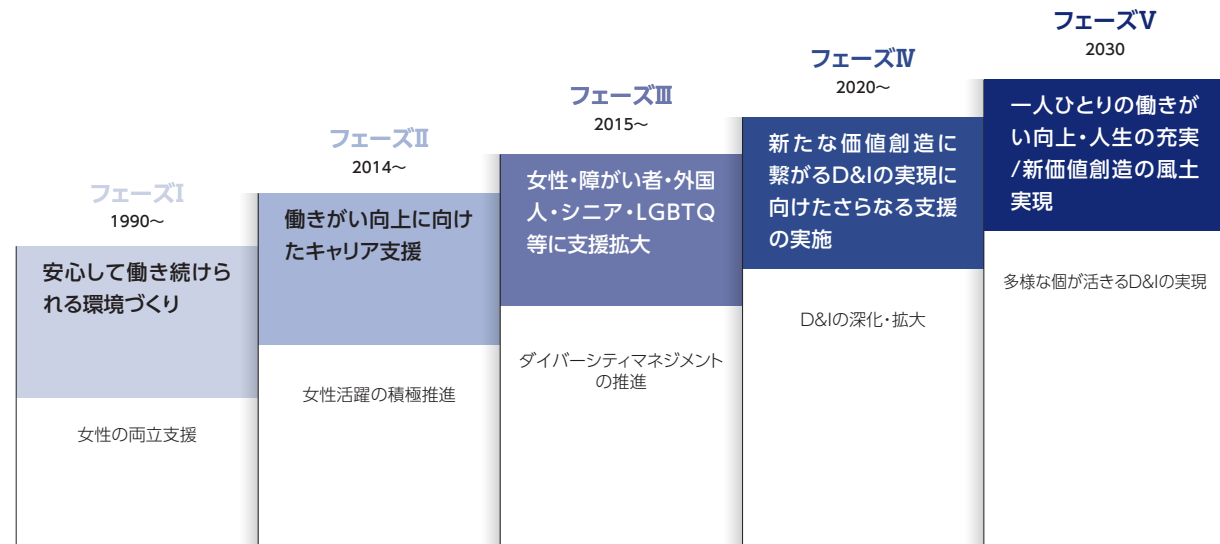 フェーズⅠ
1990~
安心して働き続けら
れる環境づくり
女性の両立支援
フェーズⅡ
2014~
働きがい向上に向け
たキャリア支援
女性活躍の積極推進
フェーズⅢ
2015~
女性・障がい者・外国
人・シニア・LGBTQ
等に支援拡大
ダイバーシティマネジメント
の推進
フェーズⅣ
2020~
新たな価値創造に
繋がるD&Iの実現に
向けたさらなる支援
の実施
D&Iの深化・拡大
フェーズⅤ
2030
一人ひとりの働きが
い向上・人生の充実
/新価値創造の風土
実現
多様な個が活きるD&Iの実現